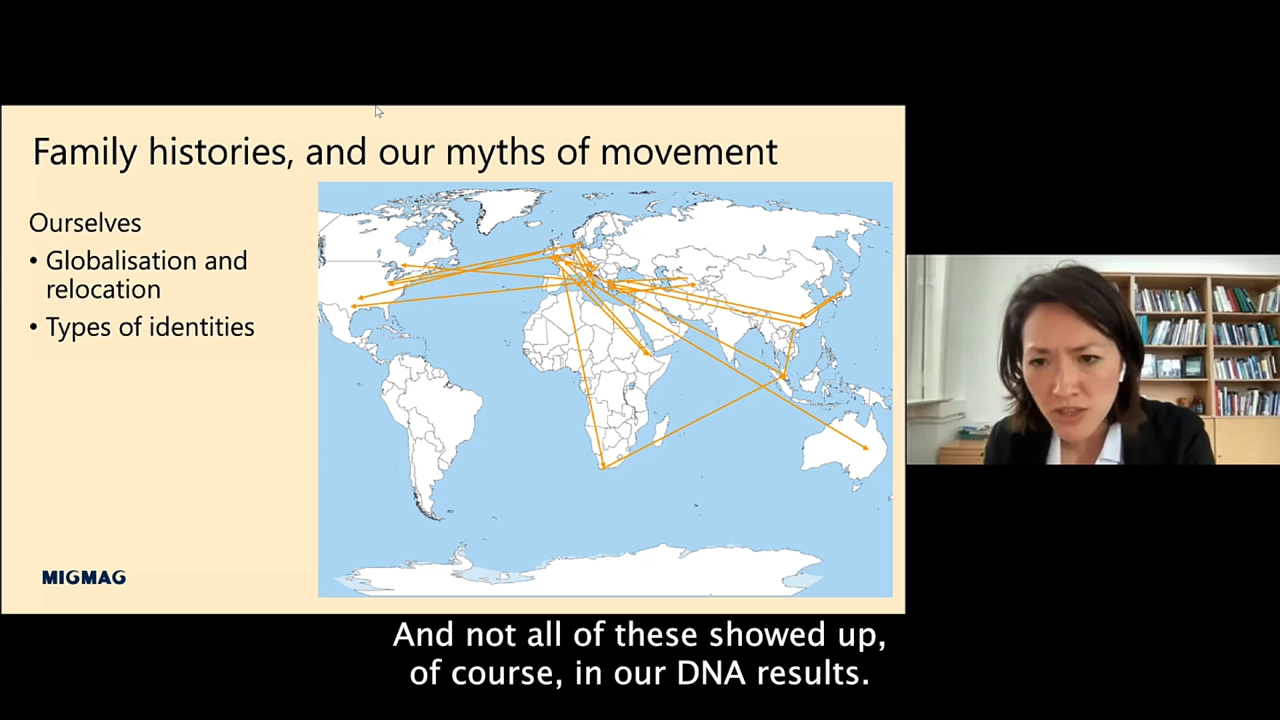 Family histories, and our myths of movement
Ourselves
• Globalisation and
relocation
• Types of identities
MIGMAG
And not all of these showed up,
of course, in our DNA results.